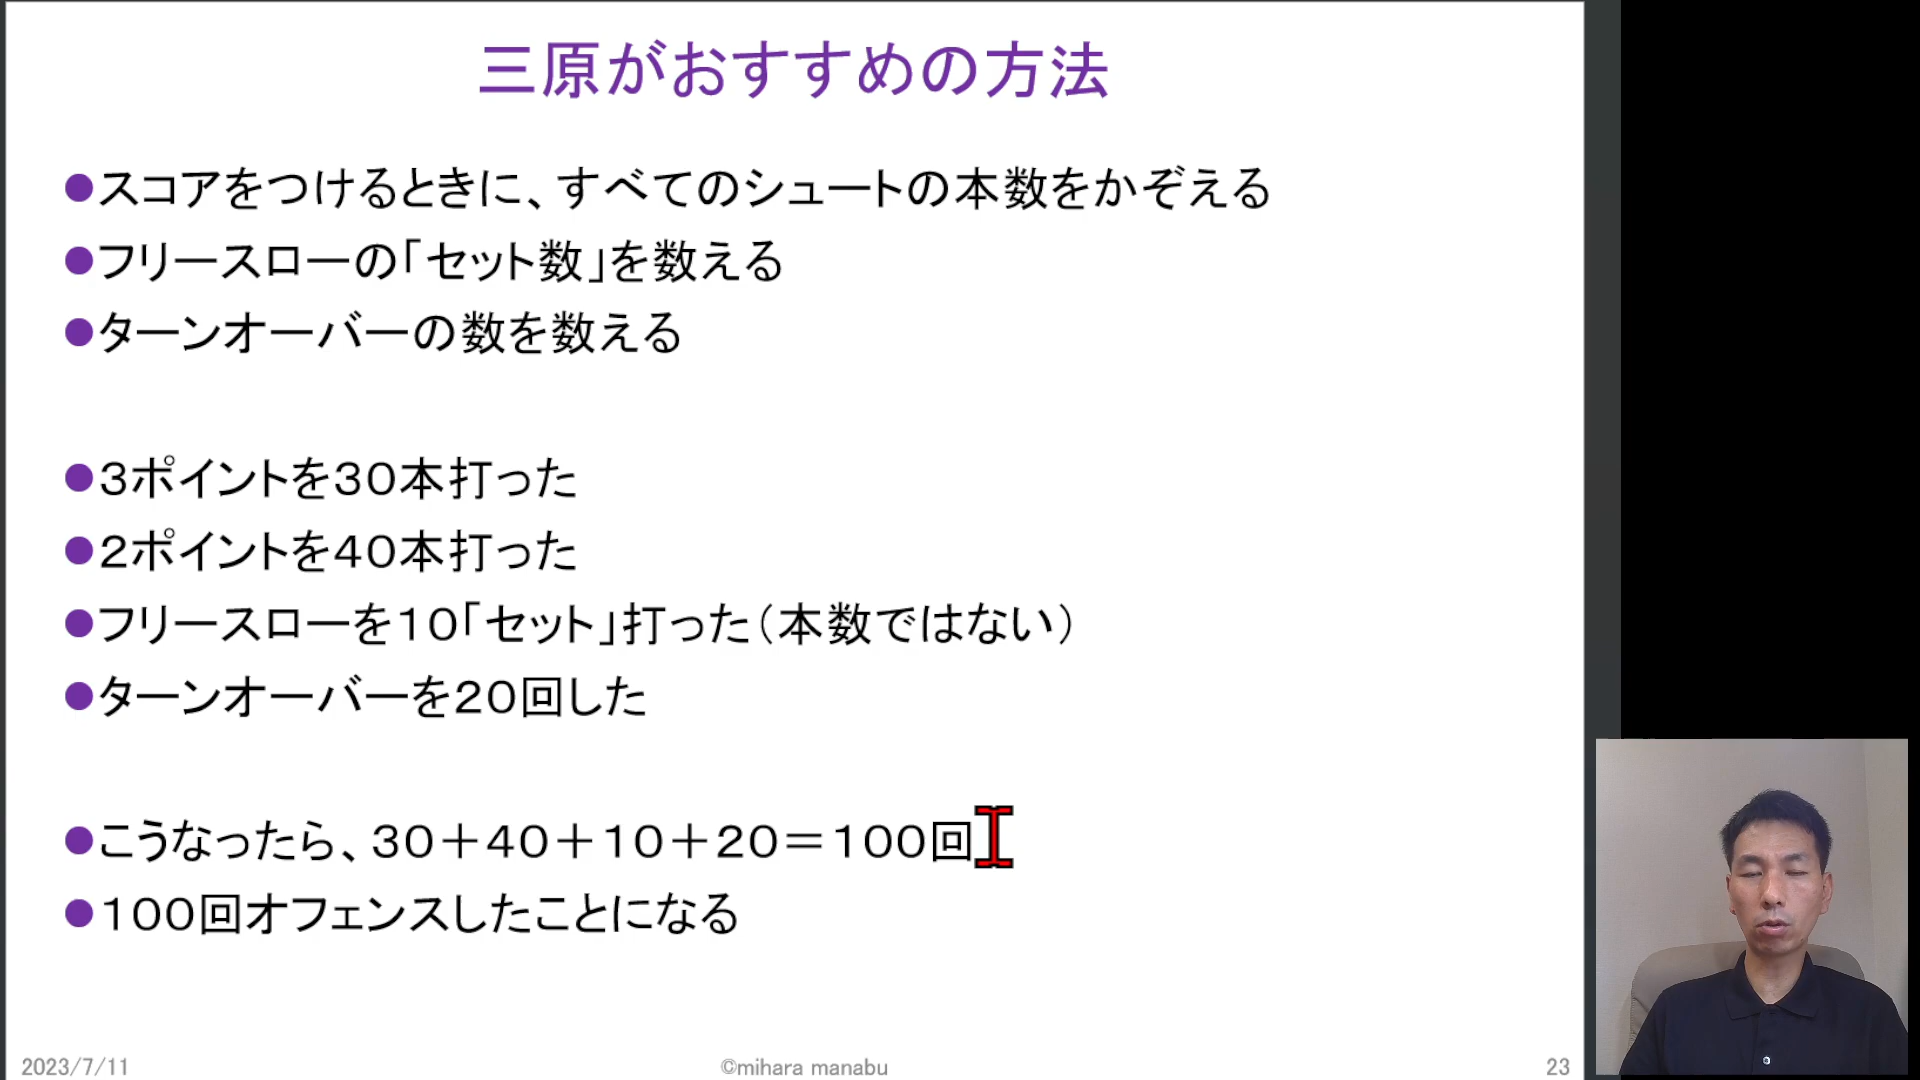 三原がおすすめの方法
●スコアをつけるときに、すべてのシュートの本数をかぞえる
●フリースローの「セット数」を数える
●ターンオーバーの数を数える
●３ポイントを３０本打った
●２ポイントを４０本打った
●フリースローを１０「セット」打った（本数ではない）
●ターンオーバーを２０回した
●こうなったら、３０＋４０＋１０＋２０＝１００回
●１００回オフェンスしたことになる
2023/7/11
©mihara manabu
23